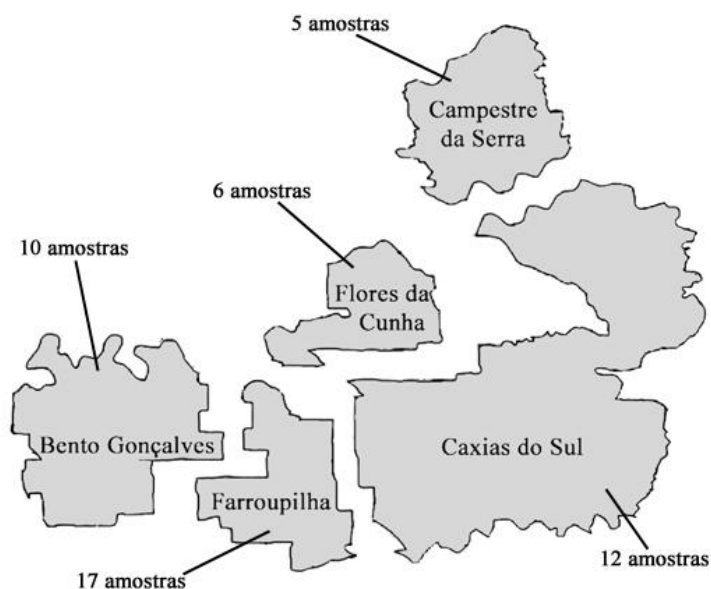 5 amostras
Campestre
da Serra
6 amostras
10 amostras
Flores da
Cunha
Bento Gonçalves
Caxias do Sul
Farroupilha
12 amostras
17 amostras